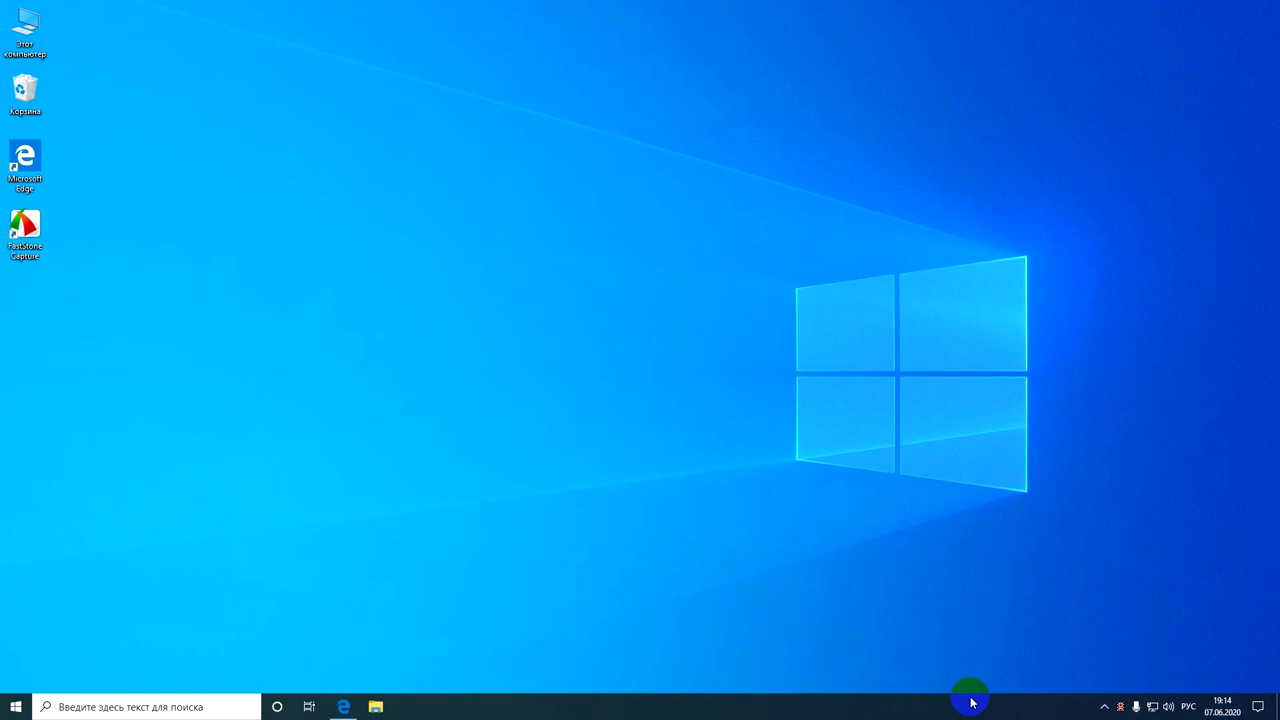 Этот
компьютер
Корзина
Microsoft
Edge
FastStone
Capture
Введите здесь текст для поиска
РУС
19:14
07.06.2020